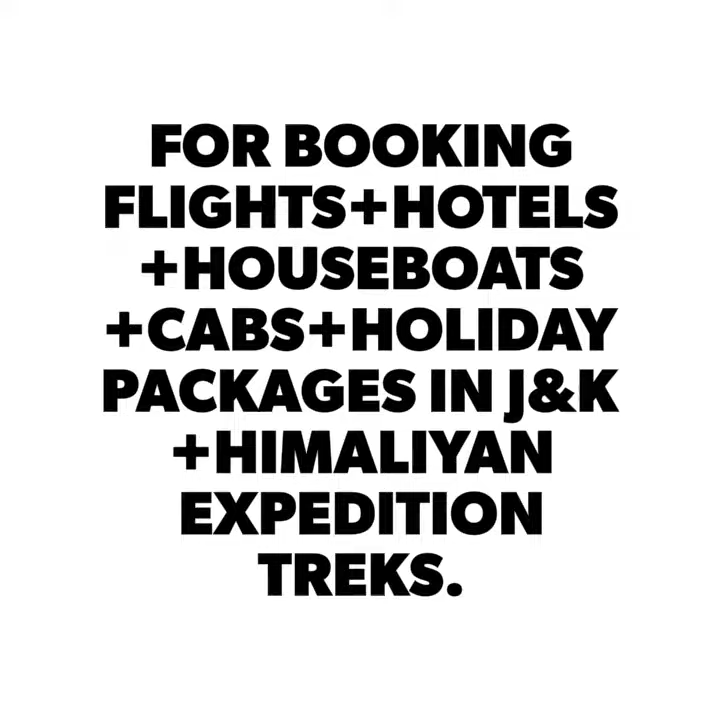 FOR BOOKING
FLIGHTS+HOTELS
+HOUSEBOATS
+CABS+HOLIDAY
PACKAGES IN J&K
+HIMALIYAN
EXPEDITION
TREKS.